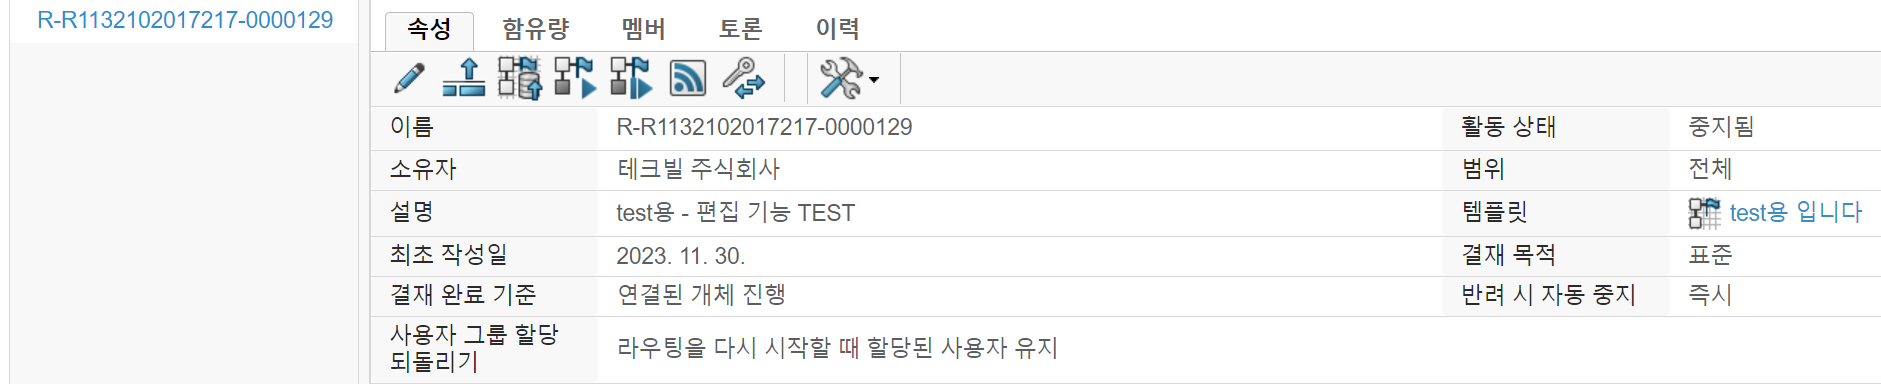 R-R1132102017217-0000129
속성 함유량 멤버 토론 이력
이름 R-R1132102017217-0000129 활동 상태 중지됨
소유자 테크빌 주식회사 범위 전체
설명 test용 - 편집 기능 TEST 템플릿 test용 입니다
최초 작성일 2023. 11. 30. 결재 목적 표준
결재 완료 기준 연결된 개체 진행 반려 시 자동 중지 즉시
사용자 그룹 할당
되돌리기 라우팅을 다시 시작할 때 할당된 사용자 유지